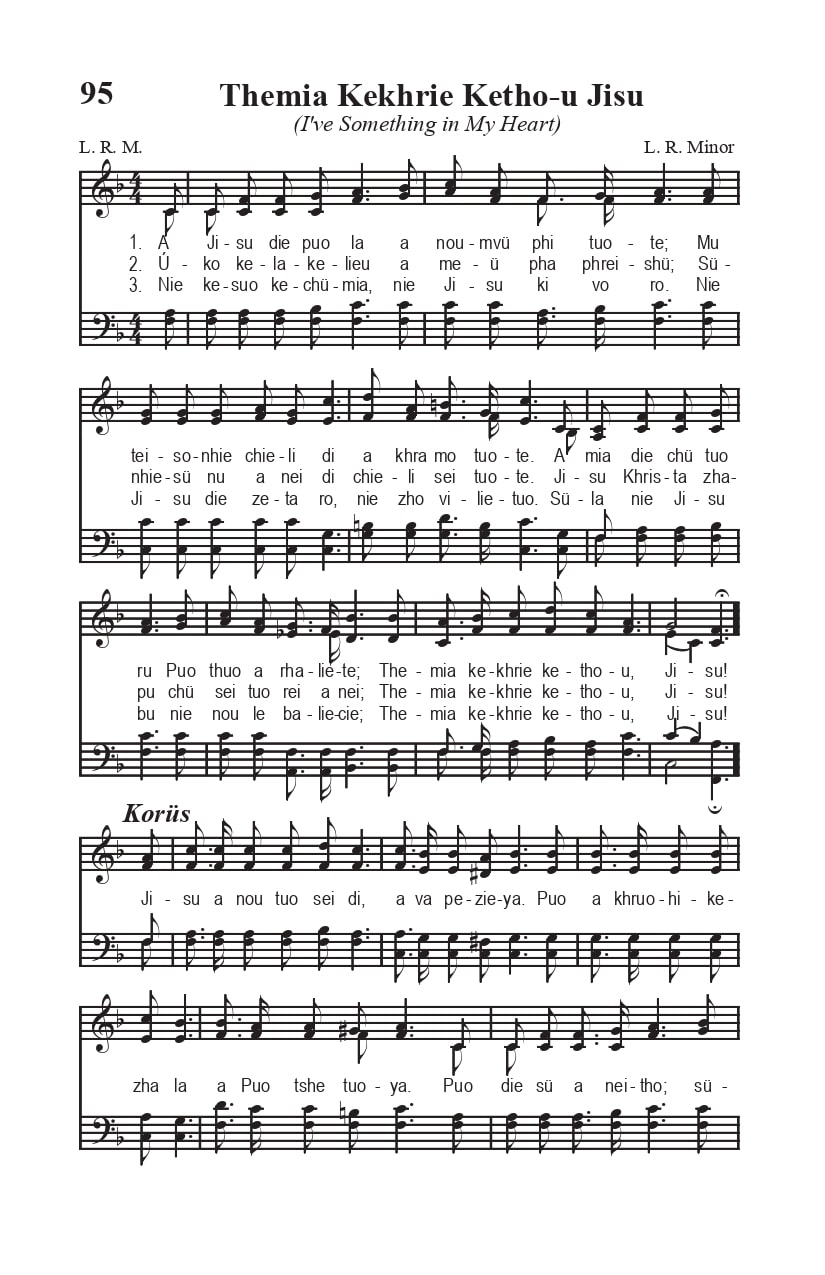 95
Themia Kekhrie Ketho-u Jisu
(I've Something in My Heart)
L. R. M. L. R. Minor
1. A Ji - su die puo la a noumvü phi tuo - te; Mu
2. Ú - ko ke - la - ke - lieu a me - ü pha phrei - shü; Sü -
3. Nie ke - suo ke - chü - mia, nie Ji - su ki vo ro. Nie
tei - so - nhie chie - li di a khra mo tuo - te. A mia die chü tuo
nhie - sü nu a nei di chie - li sei tuo - te. Ji - su Khris - ta zha -
Ji - su die ze - ta ro, nie zho vi - lie - tuo. Sü - la nie Ji - su
ru Puo thuo a rha - lie - te; The - mia ke - khrie ke - tho - u, Ji - su!
pu chü sei tuo rei a nei; The - mia ke - khrie ke - tho - u, Ji - su!
bu nie nou le ba - lie - cie; The - mia ke - khrie ke - tho - u, Ji - su!
Korüs
Ji - su a nou tuo sei di, a va pe - zie - ya. Puo a khruo - hi - ke -
zha la a Puo tshe tuo - ya. Puo die sü a nei - tho; sü -